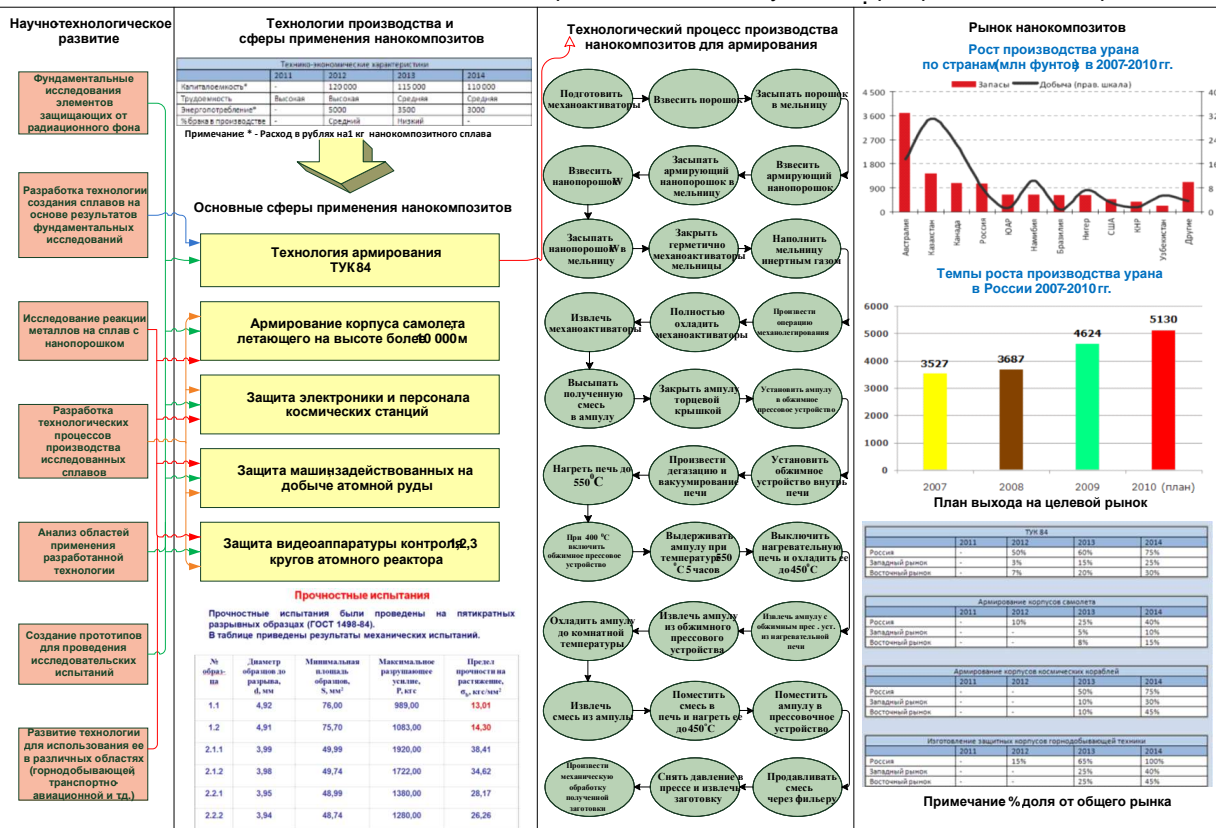 Научно-технологическое
развитие
Фундаментальные
исследования
элементов
защищающих от
радиационного фона
Разработка технологии
создания сплавов на
основе результатов
фундаментальных
исследований
Исследование реакции
металлов на сплав с
нанопорошком
Разработка
технологических
процессов
производства
исследованных
сплавов
Анализ областей
применения
разработанной
технологии
Создание прототипов
для проведения
исследовательских
испытаний
Развитие технологии
для использования ее
в различных областях
(горнодобывающей,
транспортно-
авиационной и тд.)
Технологии производства и
сферы применения нанокомпозитов
Технико-экономические характеристики
2011 2012 2013 2014
Капиталоемкость* - 120 000 115 000 110 000
Трудоемкость Высокая Высокая Средняя Средняя
Энергопотребление* - 5000 3500 3000
% брака в производстве - Средний Низкий -
Примечание: * - Расход в рублях на1 кг нанокомпозитного сплава
Основные сферы применения нанокомпозитов
Технология армирования
ТУК84
Армирование корпуса самолета,
летающего на высоте более10 000м
Защита электроники и персонала
космических станций
Защита машин,задействованных на
добыче атомной руды
Защита видеоаппаратуры контроля,1,2,3
кругов атомного реактора
Прочностные испытания
Прочностные испытания были проведены на пятикратных
разрывных образцах (ГОСТ 1498-84).
В таблице приведены результаты механических испытаний.
№ образ-ца Диаметр образцов до разрыва, d, мм Минимальная площадь образцов, S, мм² Максимальное разрушающее усилие, P, кгс Предел прочности на растяжение, σb, кгс/мм²
1.1 4,92 76,00 989,00 13,01
1.2 4,91 75,70 1083,00 14,30
2.1.1 3,99 49,99 1920,00 38,41
2.1.2 3,98 49,74 1722,00 34,62
2.2.1 3,95 48,99 1380,00 28,17
2.2.2 3,94 48,74 1280,00 26,26
Технологический процесс производства
нанокомпозитов для армирования
Подготовить
механоактиваторы
Взвесить порошок
Засыпать порошок
в мельницу
Взвесить
нанопорошокW
Засыпать
армирующий
нанопорошок в
мельницу
Взвесить
армирующий
нанопорошок
Засыпать
нанопорошокW в
мельницу
Закрыть
герметично
механоактиваторы
мельницы
Наполнить
мельницу
инертным газом
Извлечь
механоактиваторы
Полностью
охладить
механоактиваторы
Произвести
операцию
механолегирования
Высыпать
полученную
смесь
в ампулу
Закрыть ампулу
торцевой
крышкой
Установить ампулу
в обжимное
прессовое устройство
Нагреть печь до
550°С
Произвести
дегазацию и
вакуумирование
печи
Установить
обжимное
устройство внутрь
печи
При 400 °С
включить
обжимное прессовое
устройство
Выдерживать
ампулу при
температуре550
°С 5 часов
Выключить
нагревательную
печь и охладить ее
до450°С
Охладить ампулу
до комнатной
температуры
Извлечь ампулу
из обжимного
прессового
устройства
Извлечь ампулу с
обжимным прес . уст.
из нагревательной
печи
Извлечь
смесь из ампулы
Поместить
смесь в
печь и нагреть ее
до450°С
Поместить
ампулу в
прессовочное
устройство
Произвести
механическую
обработку
полученной
заготовки
Снять давление в
прессе и извлечь
заготовку
Продавливать
смесь
через фильеру
Рынок нанокомпозитов
Рост производства урана
по странам(млн фунтов) в 2007-2010 гг.
Запасы Добыча (прав. шкала)
4 500
3 600
2 700
1 800
900
0
40
32
24
16
8
0
Австралия
Казахстан
Канада
Россия
ЮАР
Намибия
Бразилия
Нигер
США
КНР
Узбекистан
Другие
Темпы роста производства урана
в России 2007-2010 гг.
6000
5000
4000
3000
2000
1000
0
3527
3687
4624
5130
2007 2008 2009 2010 (план)
План выхода на целевой рынок
ТУК 84
2011 2012 2013 2014
Россия - 50% 60% 75%
Западный рынок - 3% 15% 25%
Восточный рынок - 7% 20% 30%
Армирование корпусов самолета
2011 2012 2013 2014
Россия - 10% 25% 40%
Западный рынок - - 5% 10%
Восточный рынок - - 8% 15%
Армирование корпусов космических кораблей
2011 2012 2013 2014
Россия - - 50% 75%
Западный рынок - - 10% 30%
Восточный рынок - - 10% 45%
Изготовление защитных корпусов горнодобывающей техники
2011 2012 2013 2014
Россия - 15% 65% 100%
Западный рынок - - 25% 40%
Восточный рынок - - 25% 45%
Примечание %доля от общего рынка